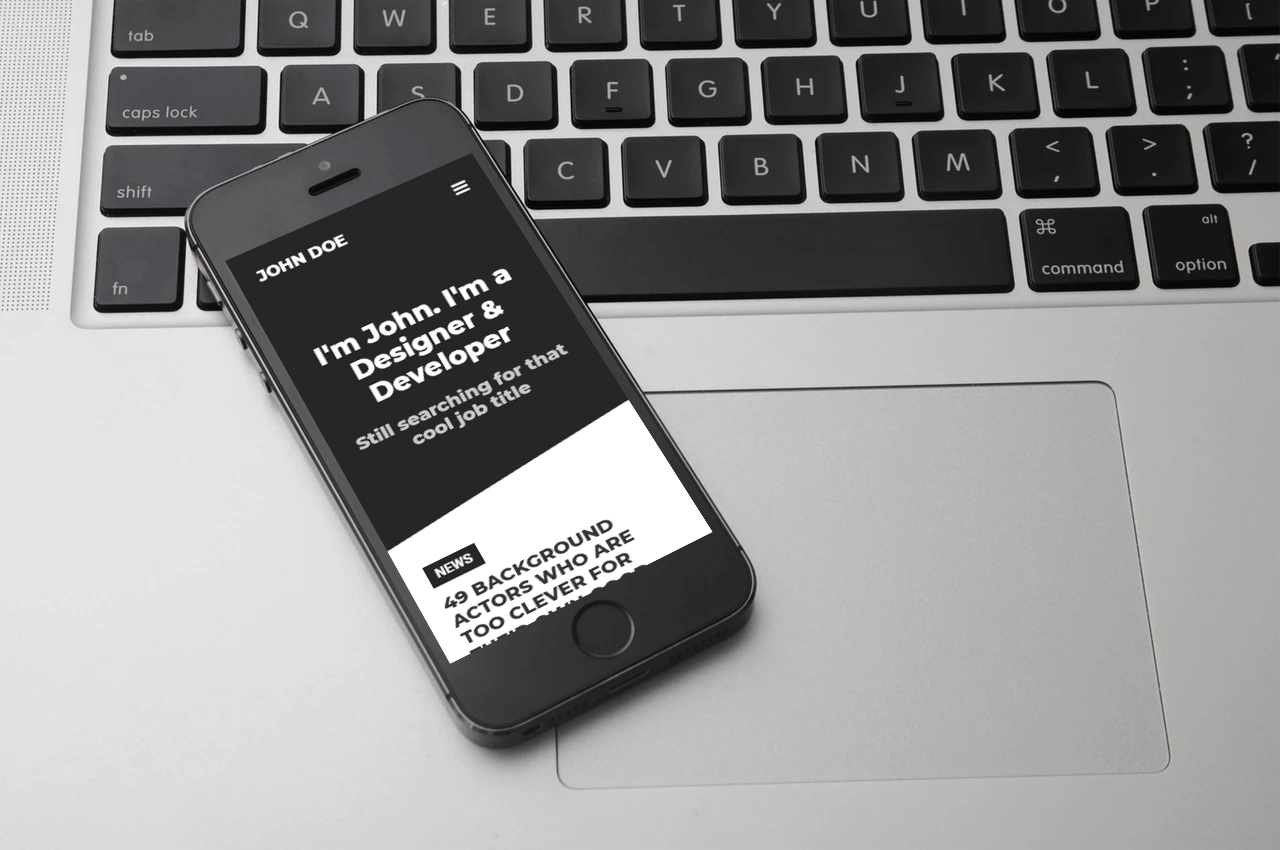 tab Q W E R T Y U I O P [
caps lock A S D F G H J K L : ;
shift C V B N M < , > . ? /
fn ⌘ command alt option
JOHN DOE
I'm John. I'm a
Designer &
Developer
Still searching for that
cool job title
NEWS
49 BACKGROUND
ACTORS WHO ARE
TOO CLEVER FOR